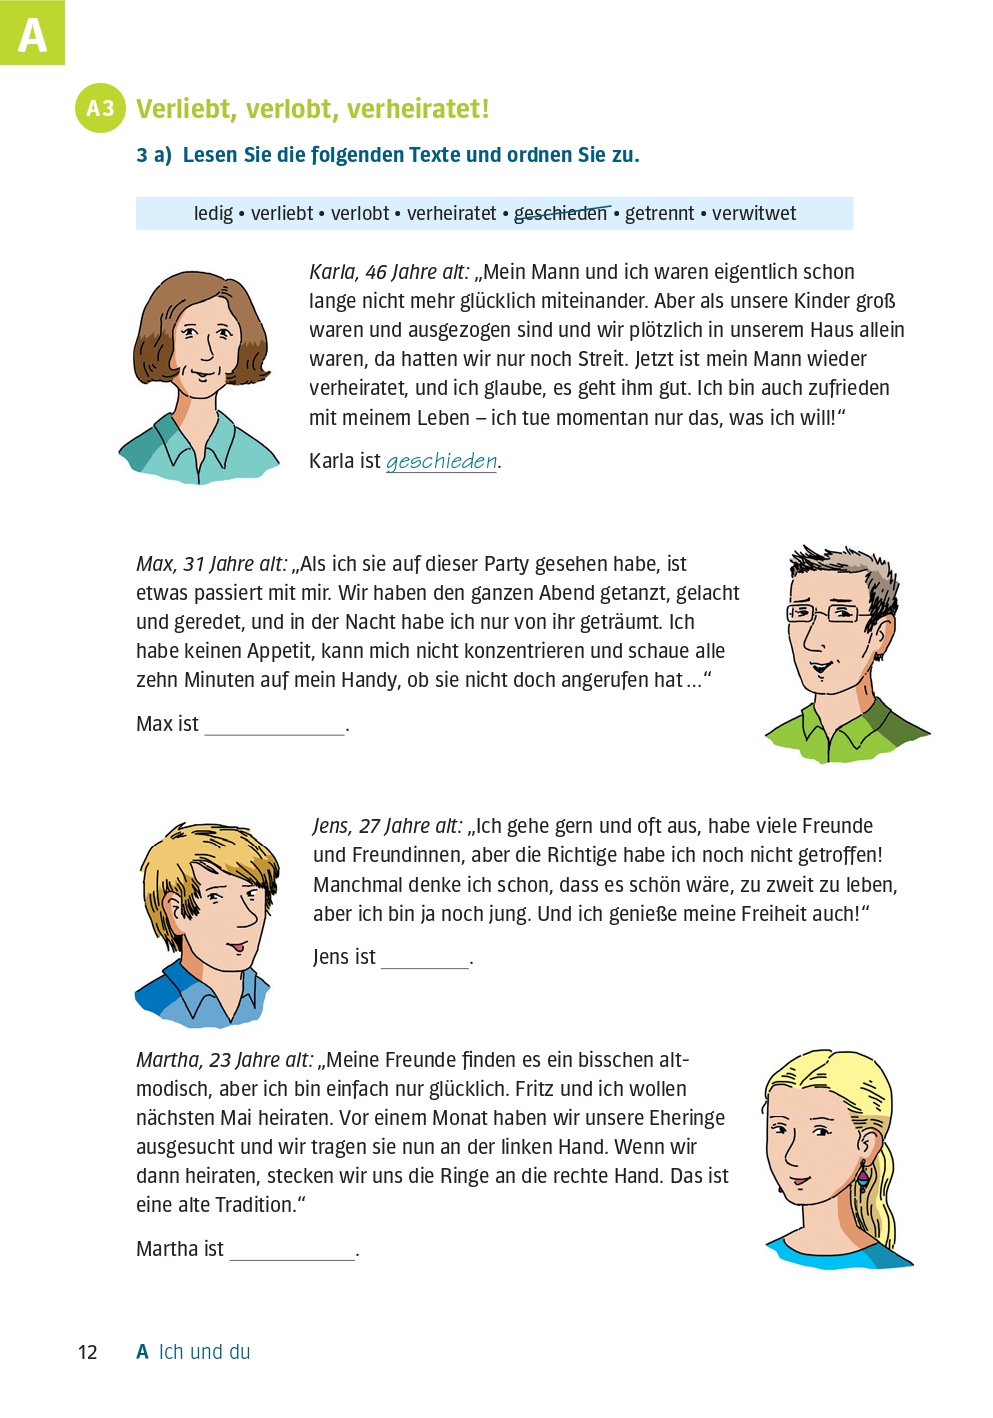 A
A3 Verliebt, verlobt, verheiratet!
3 a) Lesen Sie die folgenden Texte und ordnen Sie zu.
ledig • verliebt • verlobt • verheiratet • geschieden • getrennt • verwitwet
Karla, 46 Jahre alt: „Mein Mann und ich waren eigentlich schon
lange nicht mehr glücklich miteinander. Aber als unsere Kinder groß
waren und ausgezogen sind und wir plötzlich in unserem Haus allein
waren, da hatten wir nur noch Streit. Jetzt ist mein Mann wieder
verheiratet, und ich glaube, es geht ihm gut. Ich bin auch zufrieden
mit meinem Leben – ich tue momentan nur das, was ich will!“
Karla ist geschieden.
Max, 31 Jahre alt: „Als ich sie auf dieser Party gesehen habe, ist
etwas passiert mit mir. Wir haben den ganzen Abend getanzt, gelacht
und geredet, und in der Nacht habe ich nur von ihr geträumt. Ich
habe keinen Appetit, kann mich nicht konzentrieren und schaue alle
zehn Minuten auf mein Handy, ob sie nicht doch angerufen hat ...“
Max ist ______________.
Jens, 27 Jahre alt: „Ich gehe gern und oft aus, habe viele Freunde
und Freundinnen, aber die Richtige habe ich noch nicht getroffen!
Manchmal denke ich schon, dass es schön wäre, zu zweit zu leben,
aber ich bin ja noch jung. Und ich genieße meine Freiheit auch!“
Jens ist _________.
Martha, 23 Jahre alt: „Meine Freunde finden es ein bisschen alt-
modisch, aber ich bin einfach nur glücklich. Fritz und ich wollen
nächsten Mai heiraten. Vor einem Monat haben wir unsere Eheringe
ausgesucht und wir tragen sie nun an der linken Hand. Wenn wir
dann heiraten, stecken wir uns die Ringe an die rechte Hand. Das ist
eine alte Tradition.“
Martha ist ____________.
12 A Ich und du